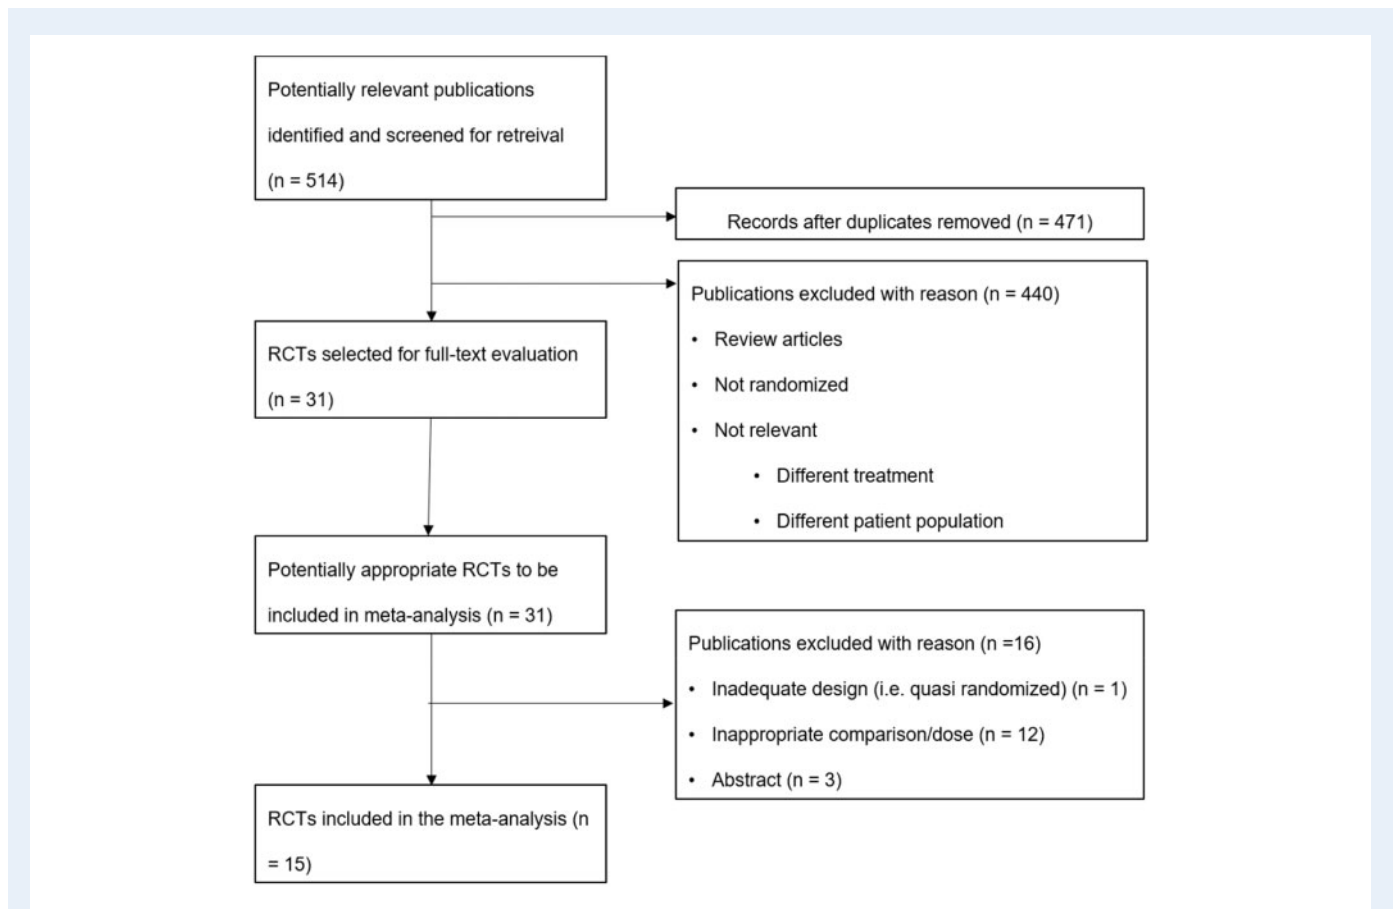 Potentially relevant publications
identified and screened for retreival
(n = 514)
Records after duplicates removed (n = 471)
Publications excluded with reason (n = 440)
• Review articles
• Not randomized
• Not relevant
• Different treatment
• Different patient population
RCTs selected for full-text evaluation
(n = 31)
Potentially appropriate RCTs to be
included in meta-analysis (n = 31)
Publications excluded with reason (n =16)
• Inadequate design (i.e. quasi randomized) (n = 1)
• Inappropriate comparison/dose (n = 12)
• Abstract (n = 3)
RCTs included in the meta-analysis (n
= 15)